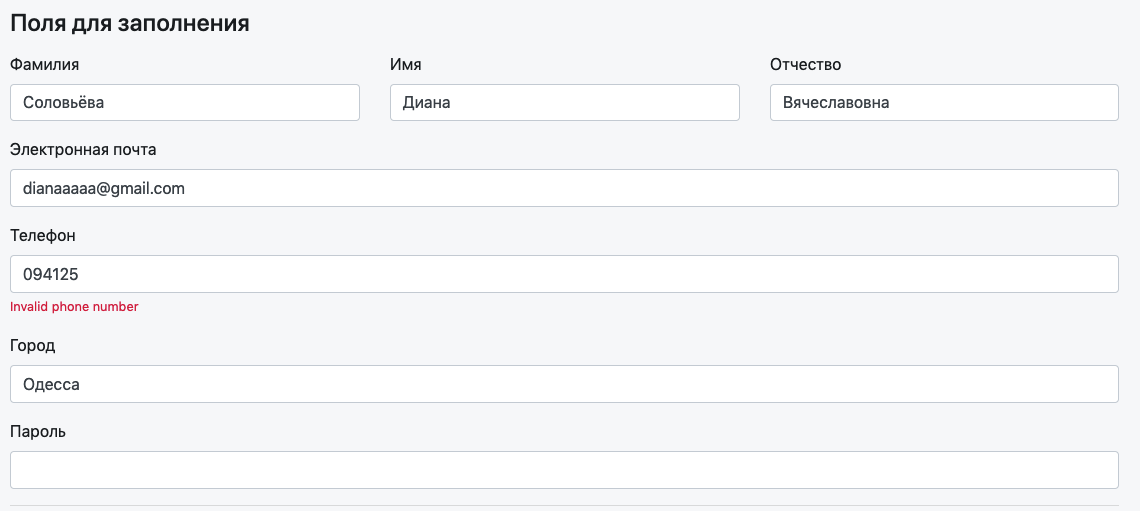 Поля для заполнения
Фамилия Имя Отчество
Соловьёва Диана Вячеславовна
Электронная почта
dianaaaaa@gmail.com
Телефон
094125
Invalid phone number
Город
Одесса
Пароль